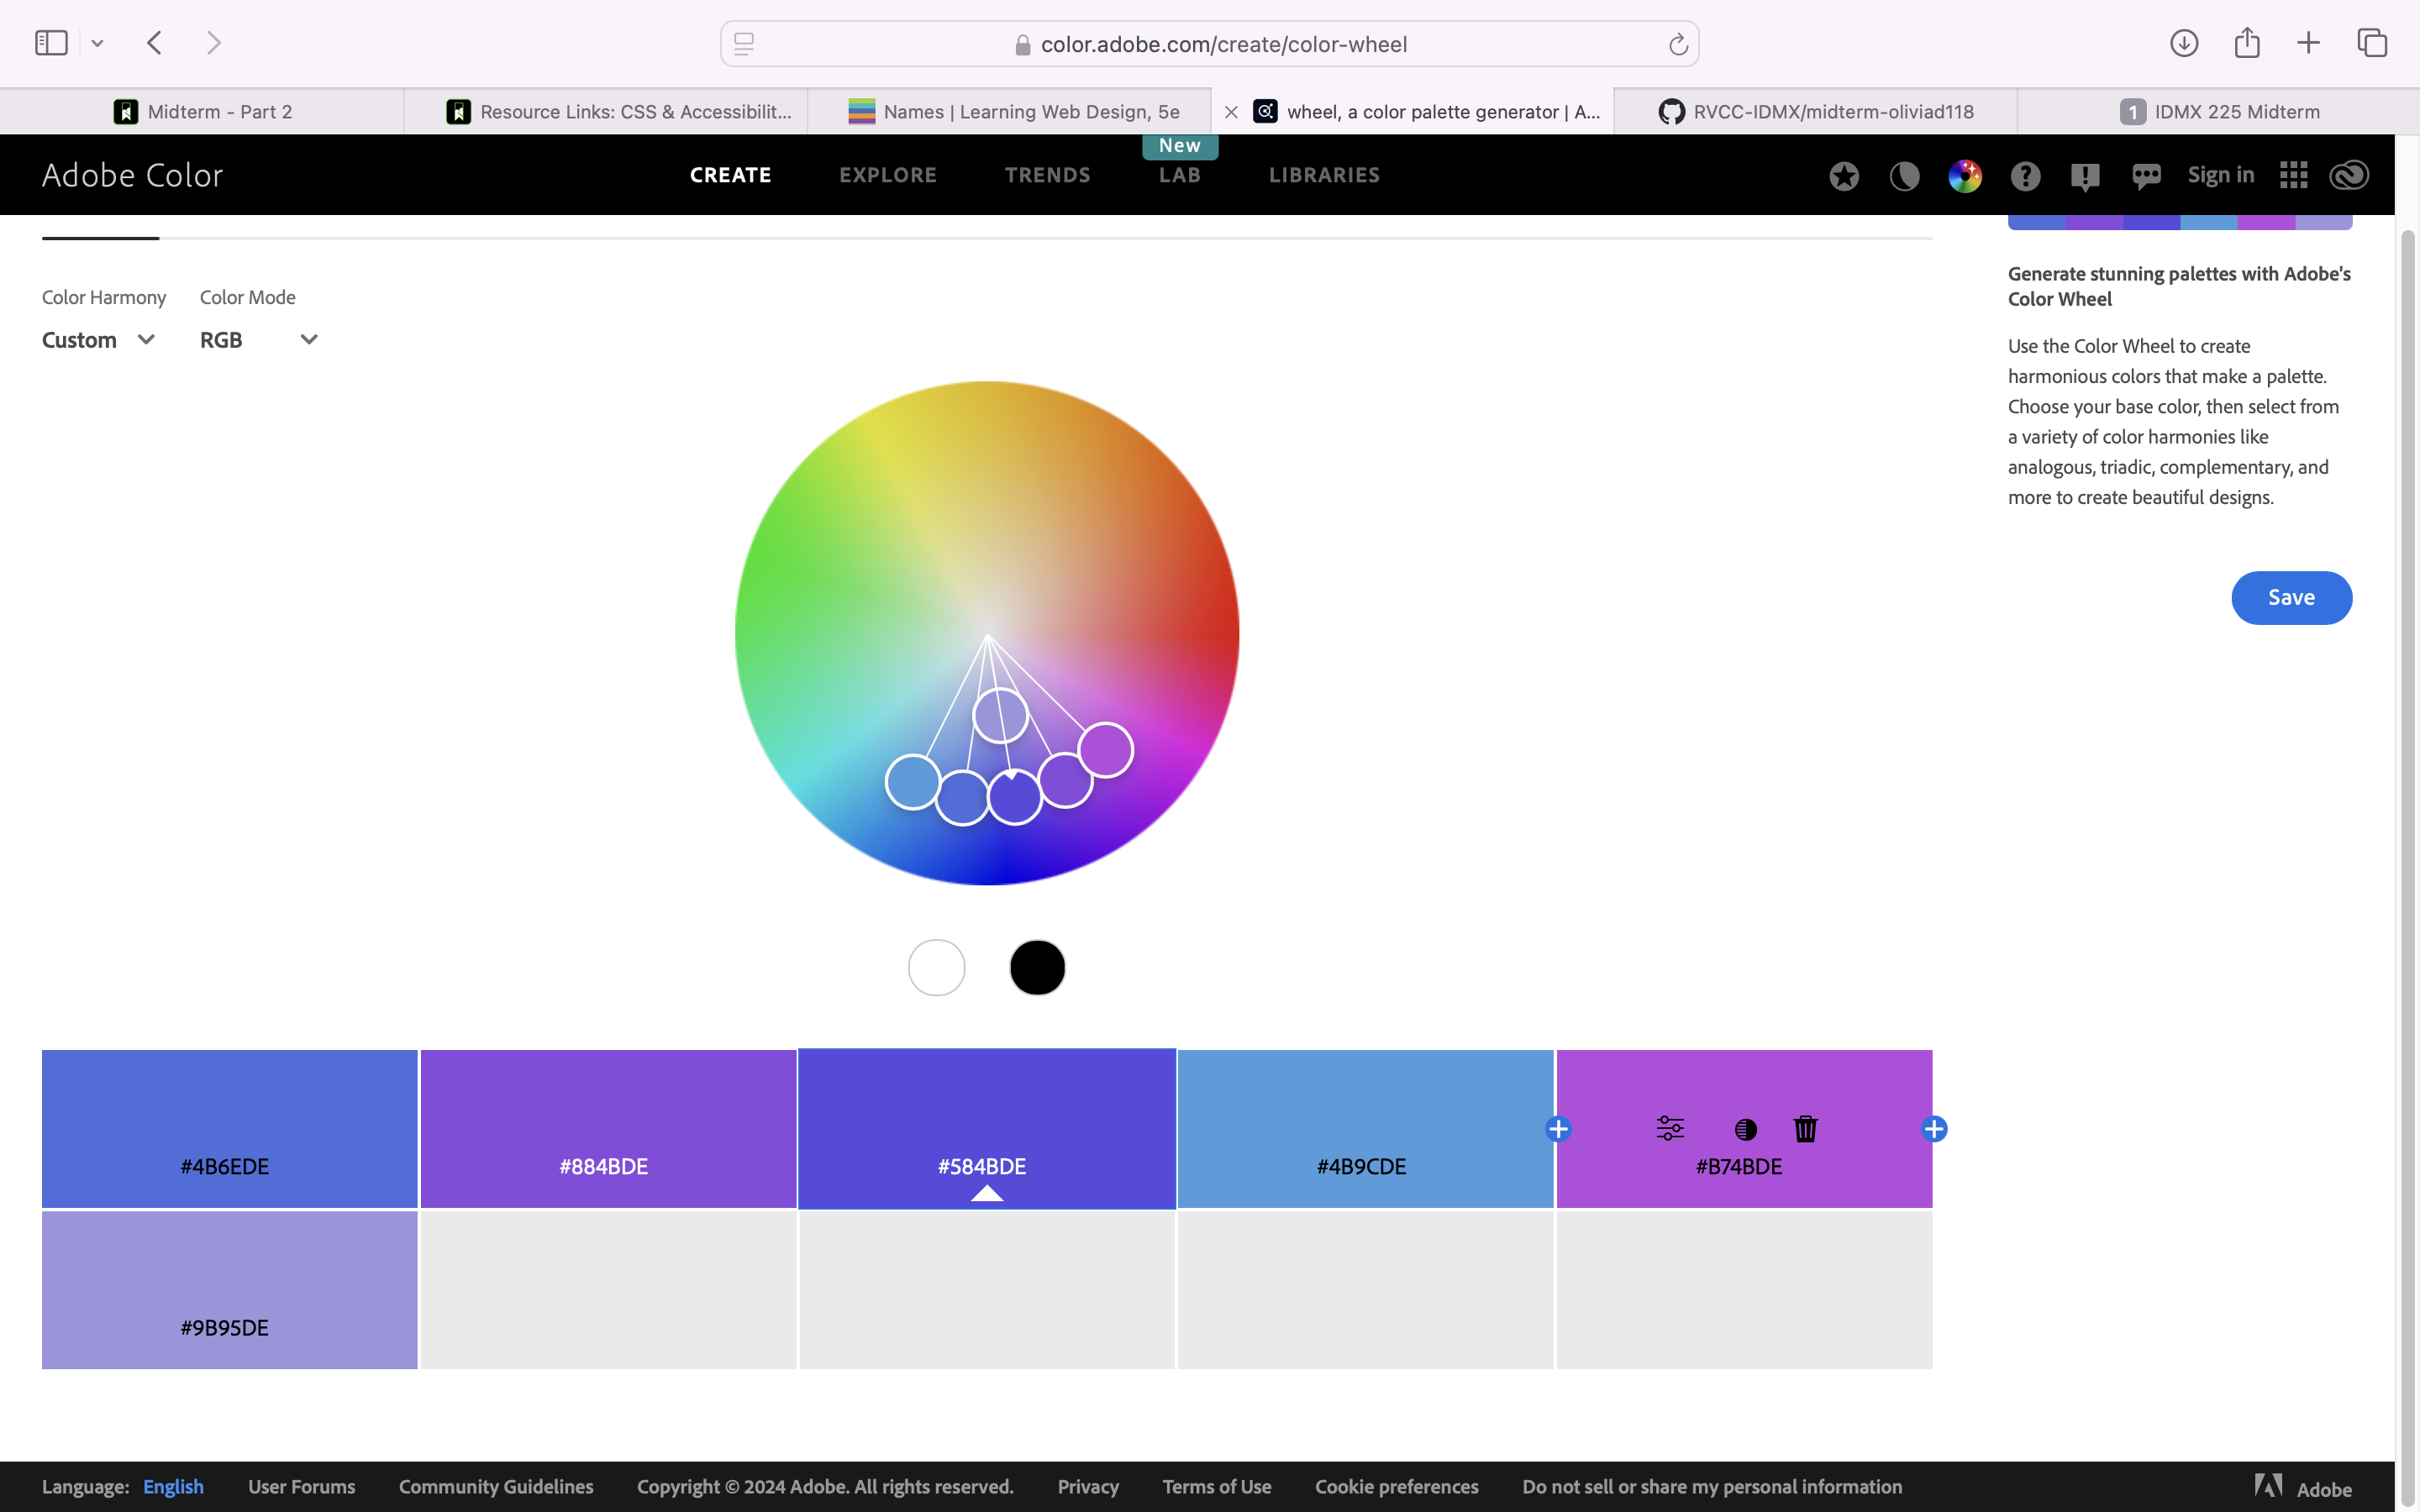 color.adobe.com/create/color-wheel
Midterm - Part 2
Resource Links: CSS & Accessibilit...
Names | Learning Web Design, 5e
wheel, a color palette generator | A...
RVCC-IDMX/midterm-oliviad118
1 IDMX 225 Midterm
Adobe Color
CREATE
EXPLORE
TRENDS
New
LAB
LIBRARIES
Sign in
Color Harmony
Color Mode
Custom
RGB
Generate stunning palettes with Adobe's
Color Wheel
Use the Color Wheel to create
harmonious colors that make a palette.
Choose your base color, then select from
a variety of color harmonies like
analogous, triadic, complementary, and
more to create beautiful designs.
Save
#4B6EDE
#884BDE
#584BDE
#4B9CDE
#B74BDE
#9B95DE
Language: English
User Forums
Community Guidelines
Copyright © 2024 Adobe. All rights reserved.
Privacy
Terms of Use
Cookie preferences
Do not sell or share my personal information
Adobe